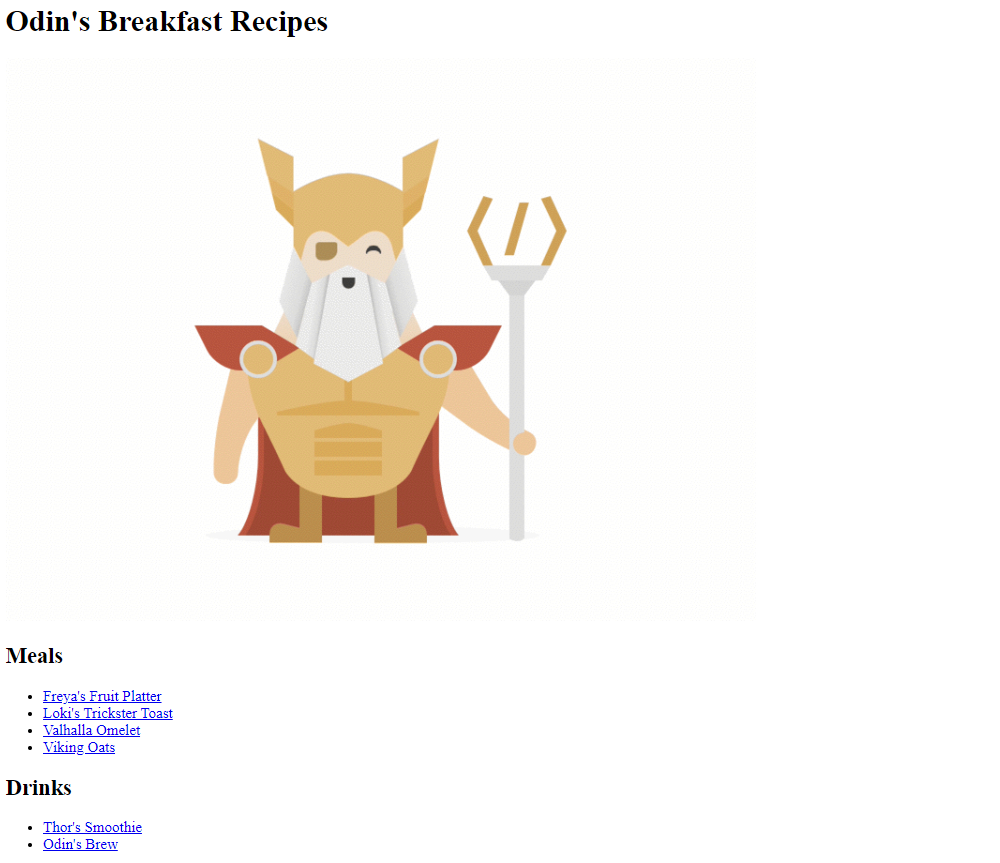 Odin's Breakfast Recipes
Meals
Freya's Fruit Platter
Loki's Trickster Toast
Valhalla Omelet
Viking Oats
Drinks
Thor's Smoothie
Odin's Brew